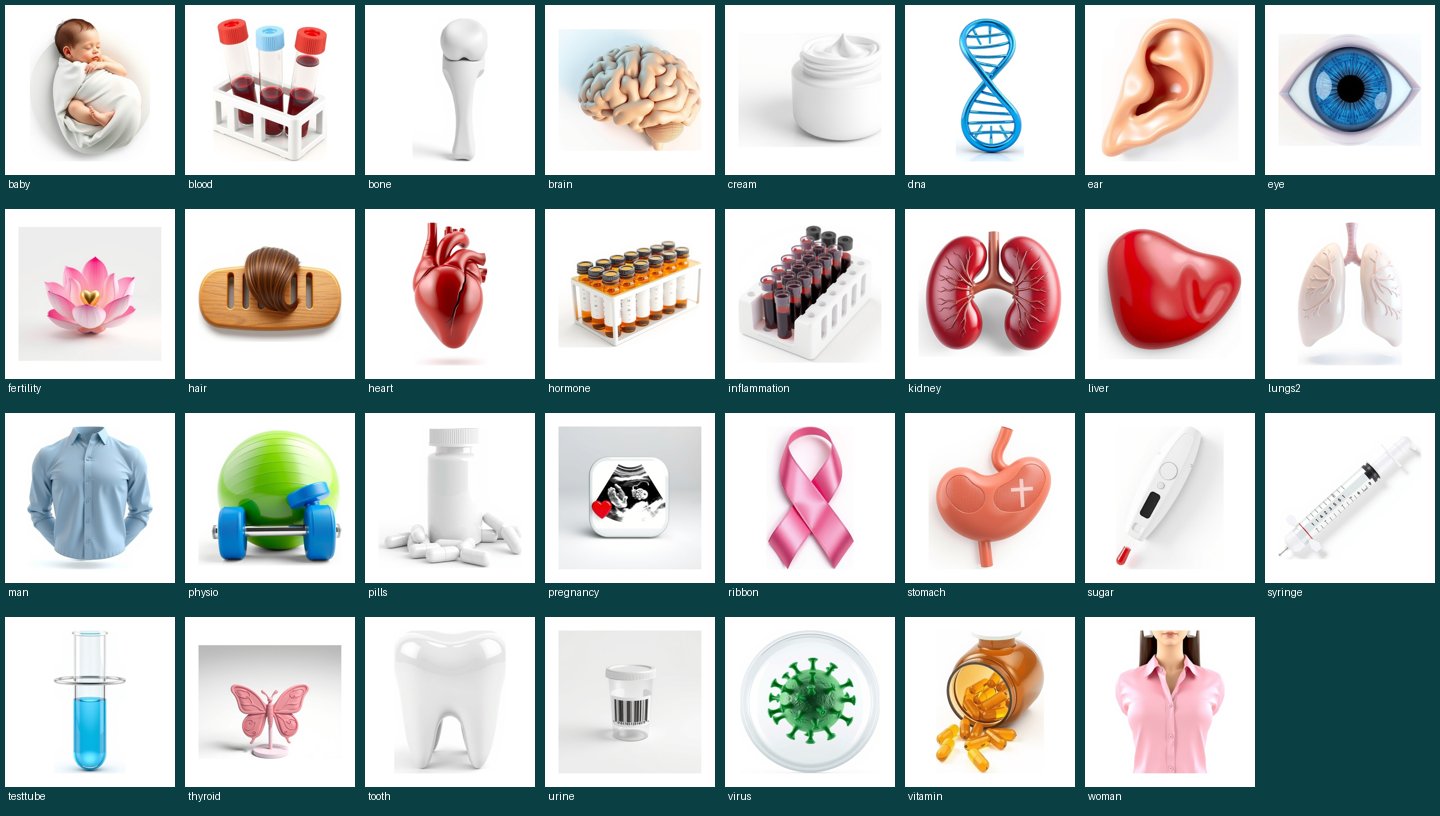 baby
blood
bone
brain
cream
dna
ear
eye
fertility
hair
heart
hormone
inflammation
kidney
liver
lungs2
man
physio
pills
pregnancy
ribbon
stomach
sugar
syringe
testtube
thyroid
tooth
urine
virus
vitamin
woman